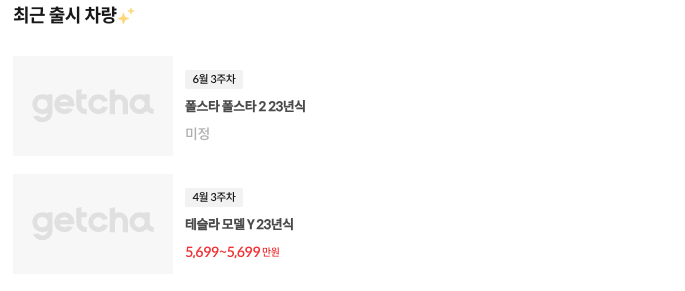 최근 출시 차량
getcha
6월 3주차
폴스타 폴스타 2 23년식
미정
getcha
4월 3주차
테슬라 모델 Y 23년식
5,699~5,699 만원